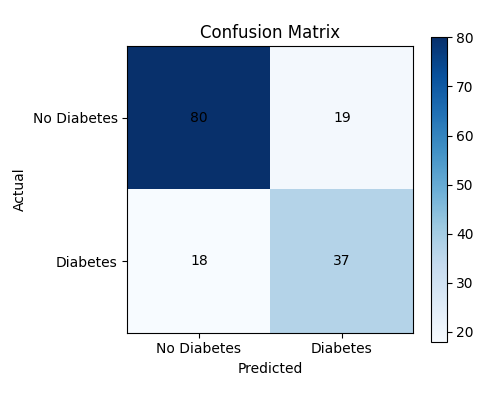 Confusion Matrix
Actual
No Diabetes
80
19
Diabetes
18
37
No Diabetes
Diabetes
Predicted
80
70
60
50
40
30
20